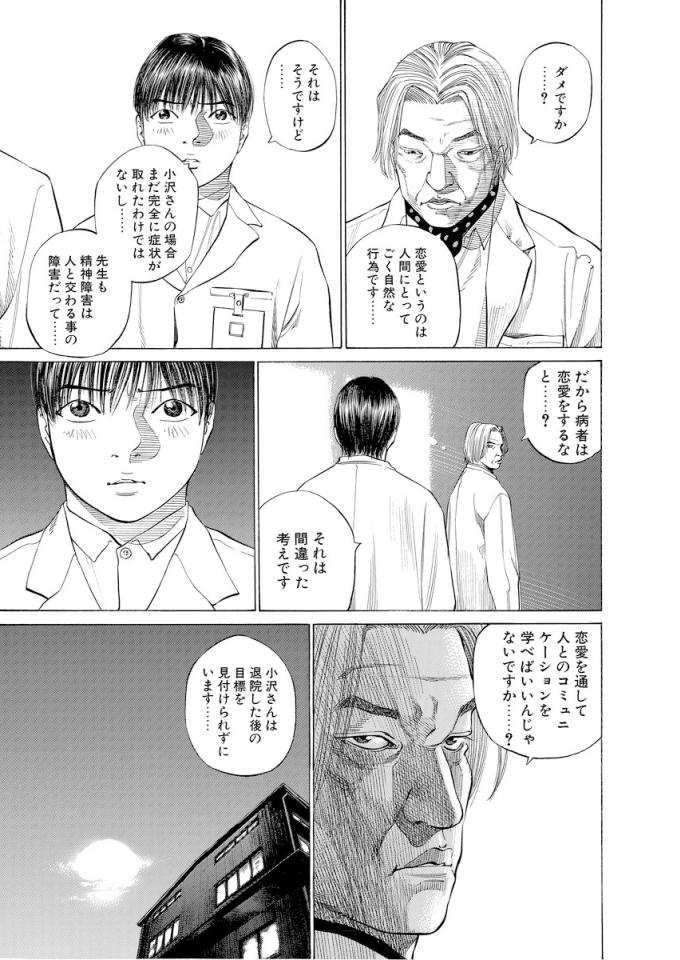 ダメですか
……？
恋愛というのは
人間にとって
ごく自然な
行為です……
それは
そうですけど
……
小沢さんの場合
まだ完全に症状が
取れたわけでは
ないし……
先生も
精神障害は
人と交わる事の
障害だって……
だから病者は
恋愛をするな
と……？
それは
間違った
考えです
恋愛を通して
人とのコミュニ
ケーションを
学べばいいんじゃ
ないですか……？
小沢さんは
退院した後の
目標を
見付けられずに
います……